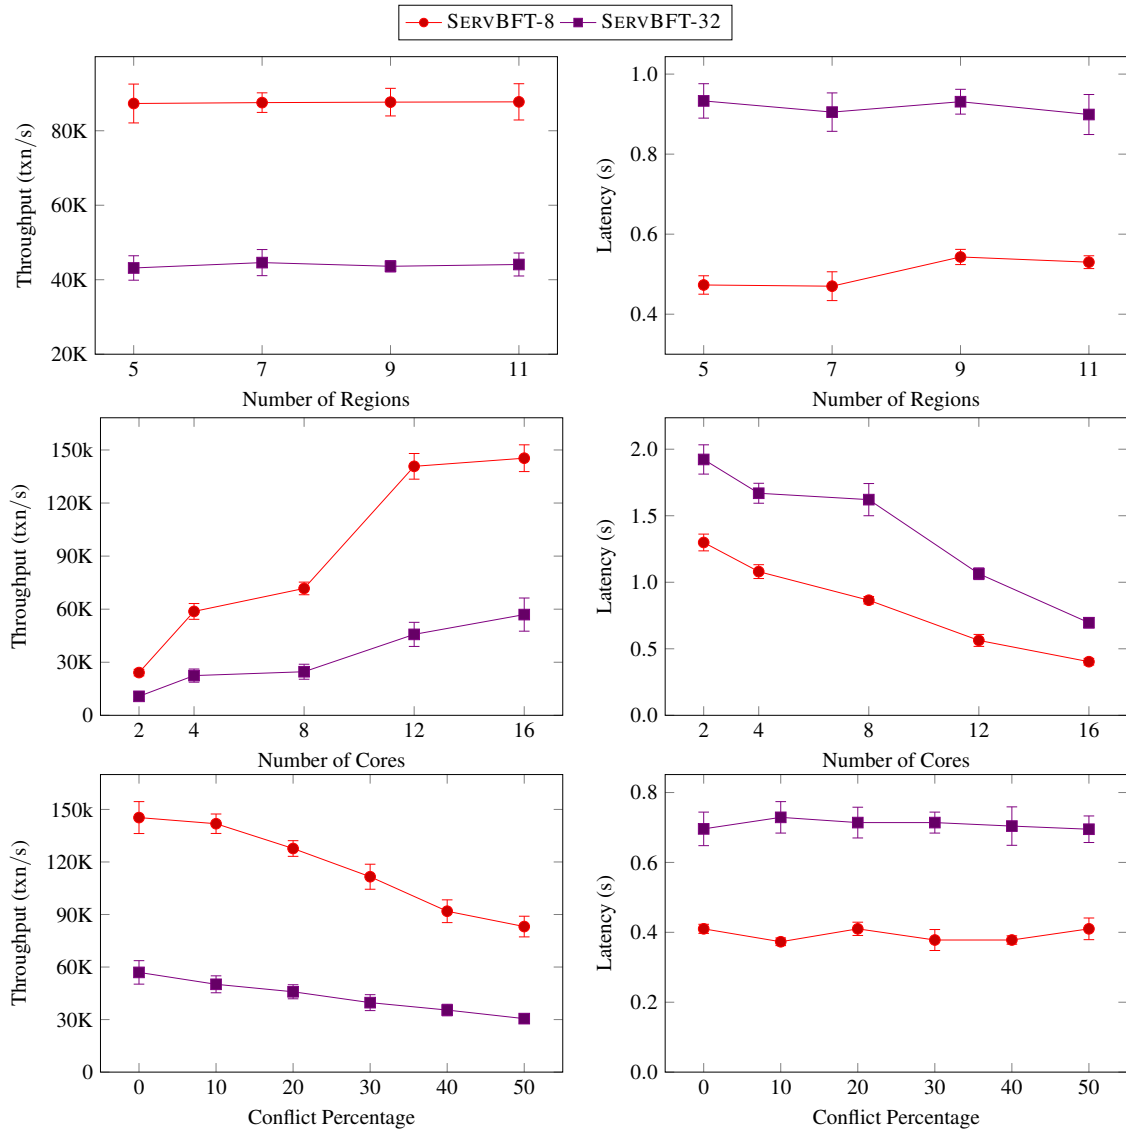 SERVBFT-8 SERVBFT-32
80K
60K
40K
20K
Throughput (txn/s)
5 7 9 11
Number of Regions
1.0
0.8
0.6
0.4
Latency (s)
5 7 9 11
Number of Regions
150k
120K
90K
60K
30K
0
Throughput (txn/s)
2 4 8 12 16
Number of Cores
2.0
1.5
1.0
0.5
0.0
Latency (s)
2 4 8 12 16
Number of Cores
150k
120K
90K
60K
30K
0
Throughput (txn/s)
0 10 20 30 40 50
Conflict Percentage
0.8
0.6
0.4
0.2
0.0
Latency (s)
0 10 20 30 40 50
Conflict Percentage